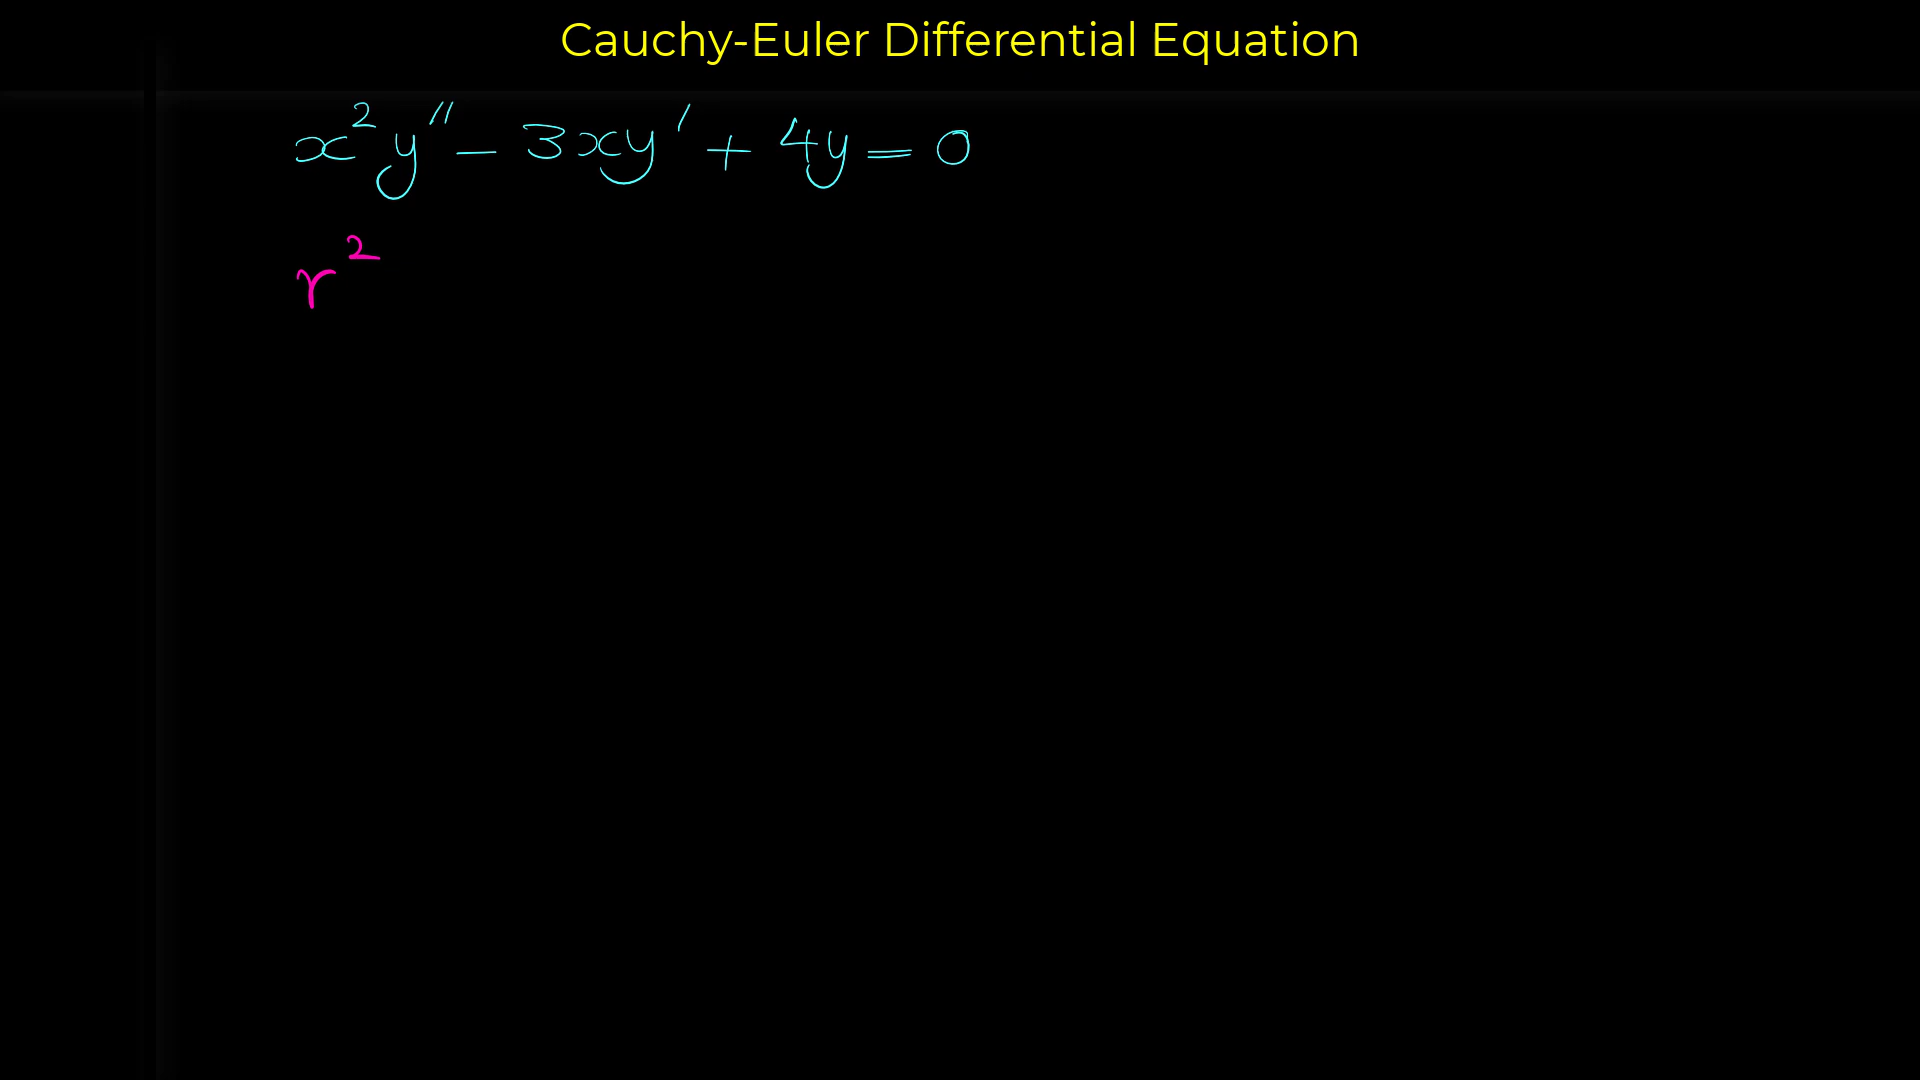 Cauchy-Euler Differential Equation
x²y″ − 3xy′ + 4y = 0
r²